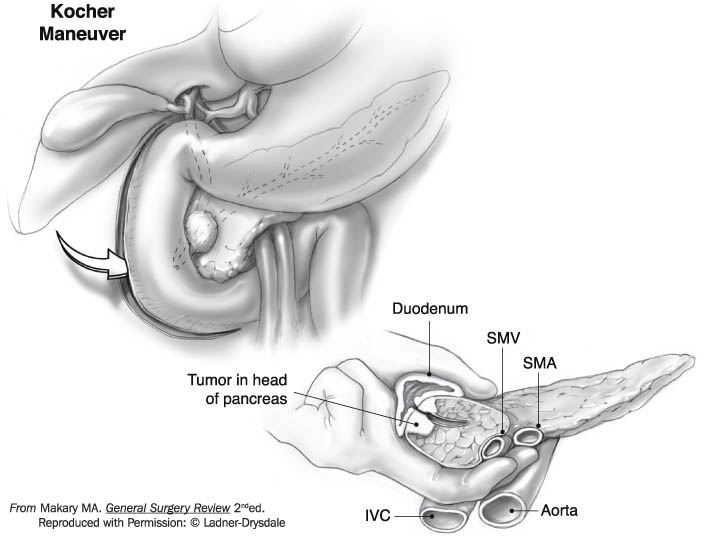 Kocher
Maneuver
Duodenum
SMV
SMA
Tumor in head
of pancreas
IVC
Aorta
From Makary MA. General Surgery Review 2nd ed.
Reproduced with Permission: © Ladner-Drysdale